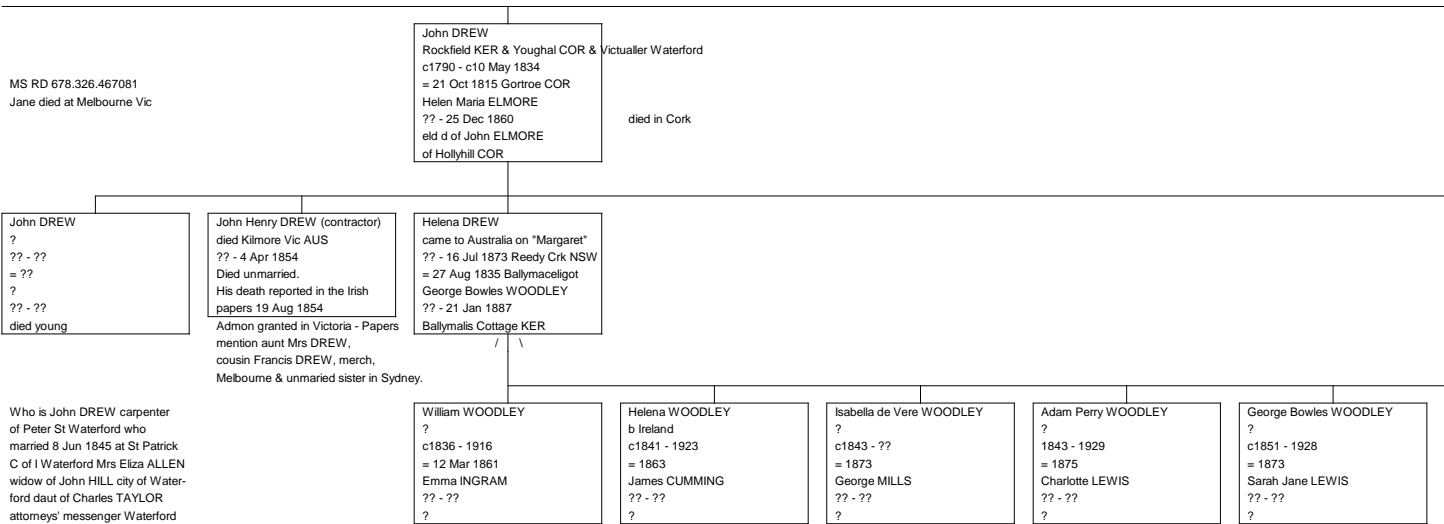 John DREW
Rockfield KER & Youghal COR & Victualler Waterford
c1790 - c10 May 1834
MS RD 678.326.467081
= 21 Oct 1815 Gortroe COR
Jane died at Melbourne Vic
Helen Maria ELMORE
?? - 25 Dec 1860
died in Cork
eld d of John ELMORE
of Hollyhill COR
John DREW
?
?? - ??
= ??
?
?? - ??
died young
John Henry DREW (contractor)
died Kilmore Vic AUS
?? - 4 Apr 1854
Died unmarried.
His death reported in the Irish
papers 19 Aug 1854
Admon granted in Victoria - Papers
mention aunt Mrs DREW,
cousin Francis DREW, merch,
Melbourne & unmaried sister in Sydney.
Helena DREW
came to Australia on "Margaret"
?? - 16 Jul 1873 Reedy Crk NSW
= 27 Aug 1835 Ballymaceligot
George Bowles WOODLEY
?? - 21 Jan 1887
Ballymalis Cottage KER
/ \
Who is John DREW carpenter
of Peter St Waterford who
married 8 Jun 1845 at St Patrick
C of I Waterford Mrs Eliza ALLEN
widow of John HILL city of Water-
ford daut of Charles TAYLOR
attorneys' messenger Waterford
William WOODLEY
?
c1836 - 1916
= 12 Mar 1861
Emma INGRAM
?? - ??
?
Helena WOODLEY
b Ireland
c1841 - 1923
= 1863
James CUMMING
?? - ??
?
Isabella de Vere WOODLEY
?
c1843 - ??
= 1873
George MILLS
?? - ??
?
Adam Perry WOODLEY
?
1843 - 1929
= 1875
Charlotte LEWIS
?? - ??
?
George Bowles WOODLEY
?
c1851 - 1928
= 1873
Sarah Jane LEWIS
?? - ??
?